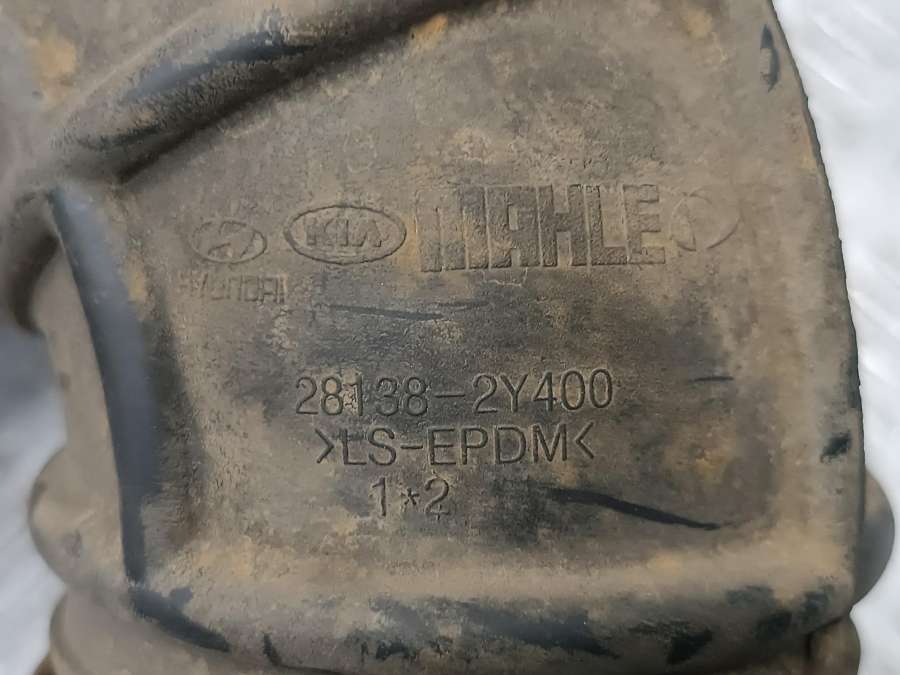 KIA MAHLE
HYUNDAI
28138-2Y400
>LS-EPDM<
1*2